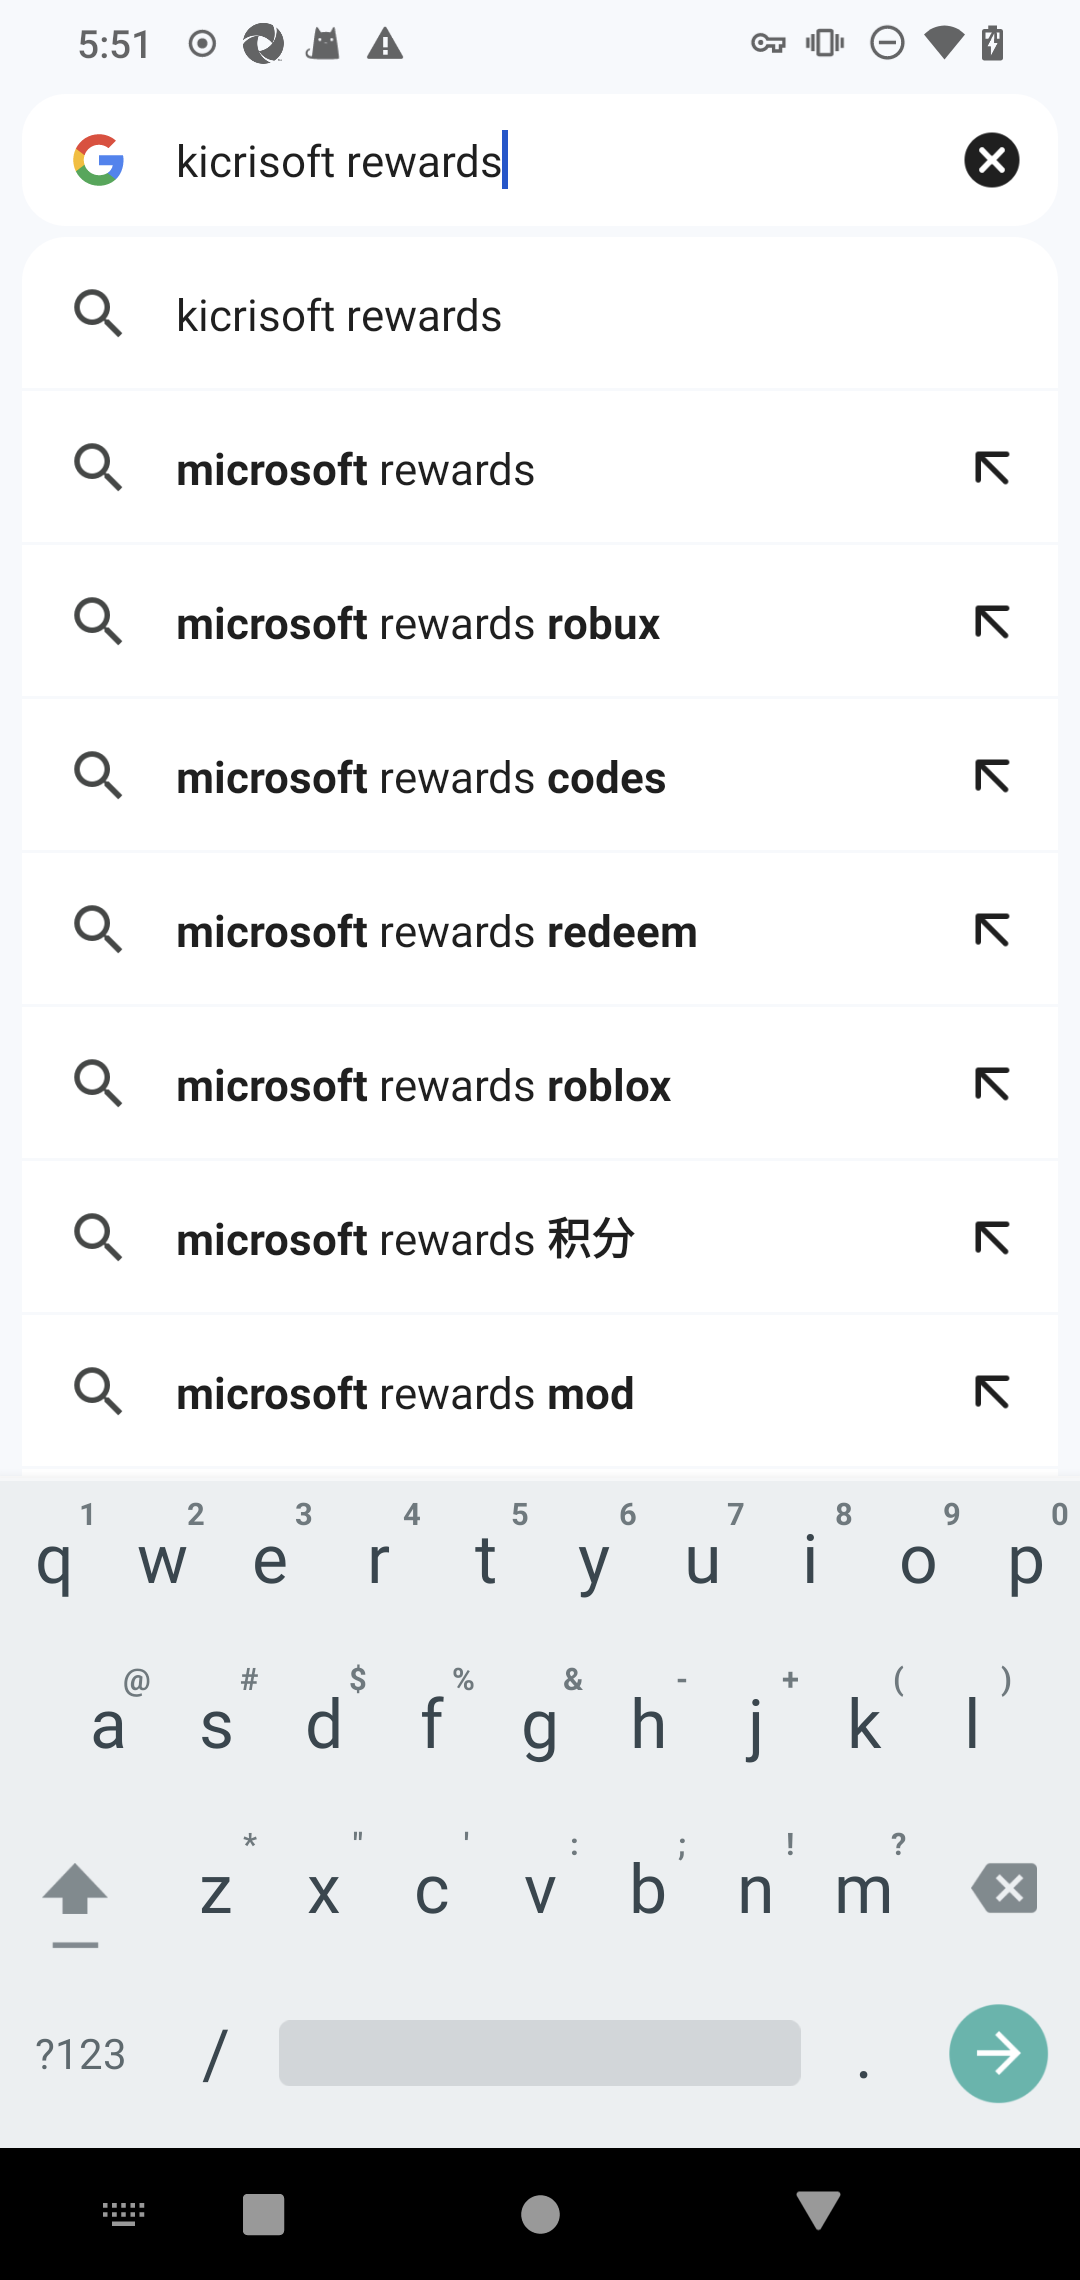 5:51
kicrisoft rewards
kicrisoft rewards
microsoft rewards
microsoft rewards robux
microsoft rewards codes
microsoft rewards redeem
microsoft rewards roblox
microsoft rewards 积分
microsoft rewards mod
1 2 3 4 5 6 7 8 9 0
q w e r t y u i o p
@ # $ % & - + ( )
a s d f g h j k l
* " ' : ; ! ?
z x c v b n m
?123 / .